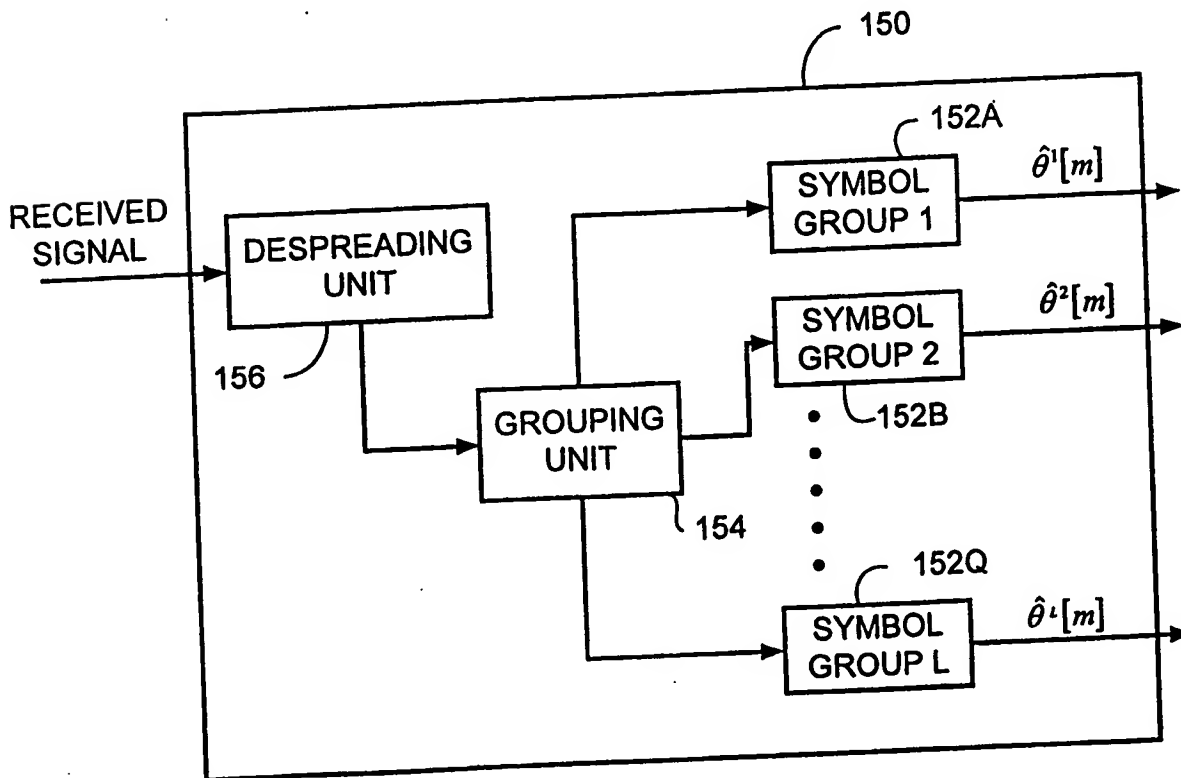 150
152A
RECEIVED
SIGNAL
DESPREADING
UNIT
156
SYMBOL
GROUP 1
θ̂¹[m]
SYMBOL
GROUP 2
θ̂²[m]
152B
GROUPING
UNIT
154
152Q
SYMBOL
GROUP L
θ̂ᴸ[m]